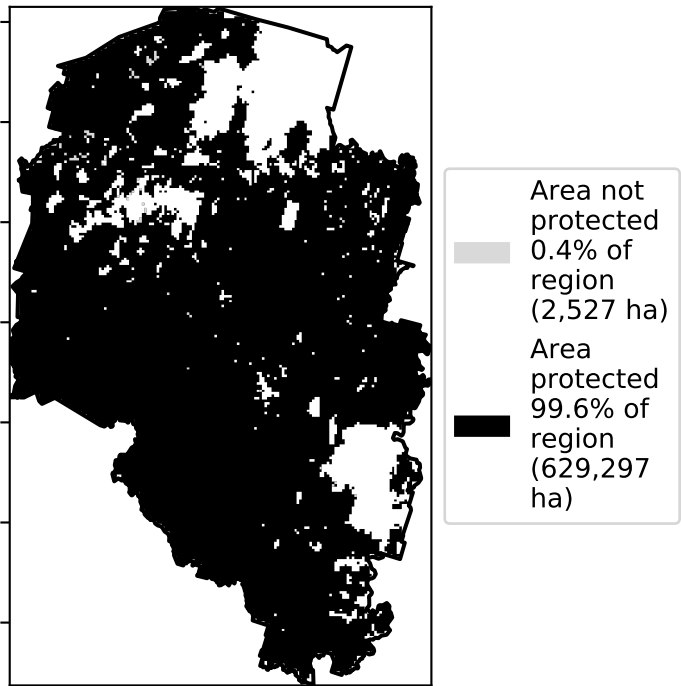 Area not
protected
0.4% of
region
(2,527 ha)
Area
protected
99.6% of
region
(629,297
ha)